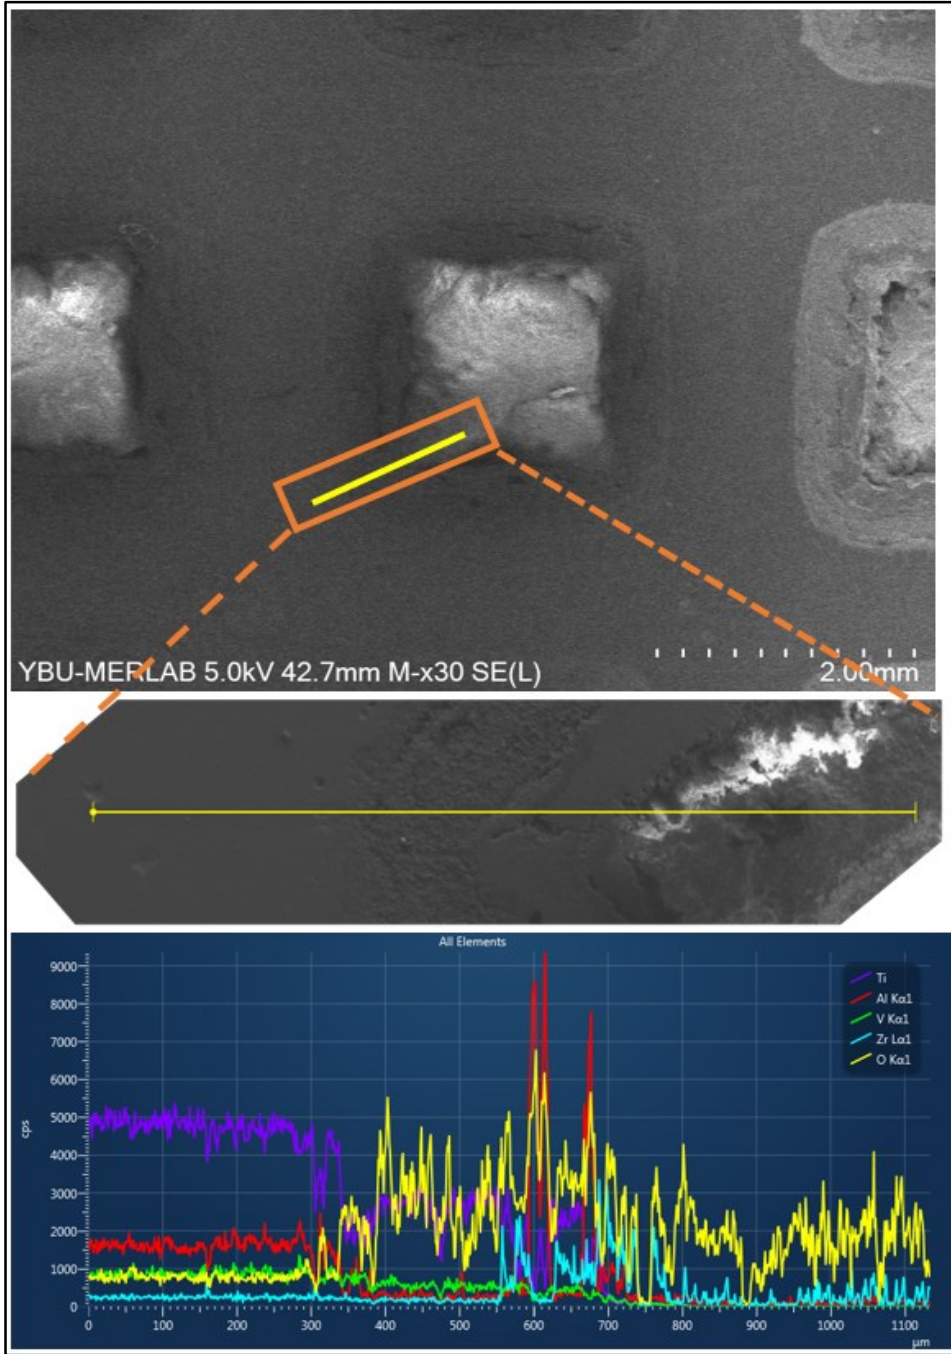 YBU-MERLAB 5.0kV 42.7mm M-x30 SE(L)
2.00mm
All Elements
9000
8000
7000
6000
5000
4000
3000
2000
1000
0
cps
Ti
Al Kα1
V Kα1
Zr Lα1
O Kα1
0 100 200 300 400 500 600 700 800 900 1000 1100
µm